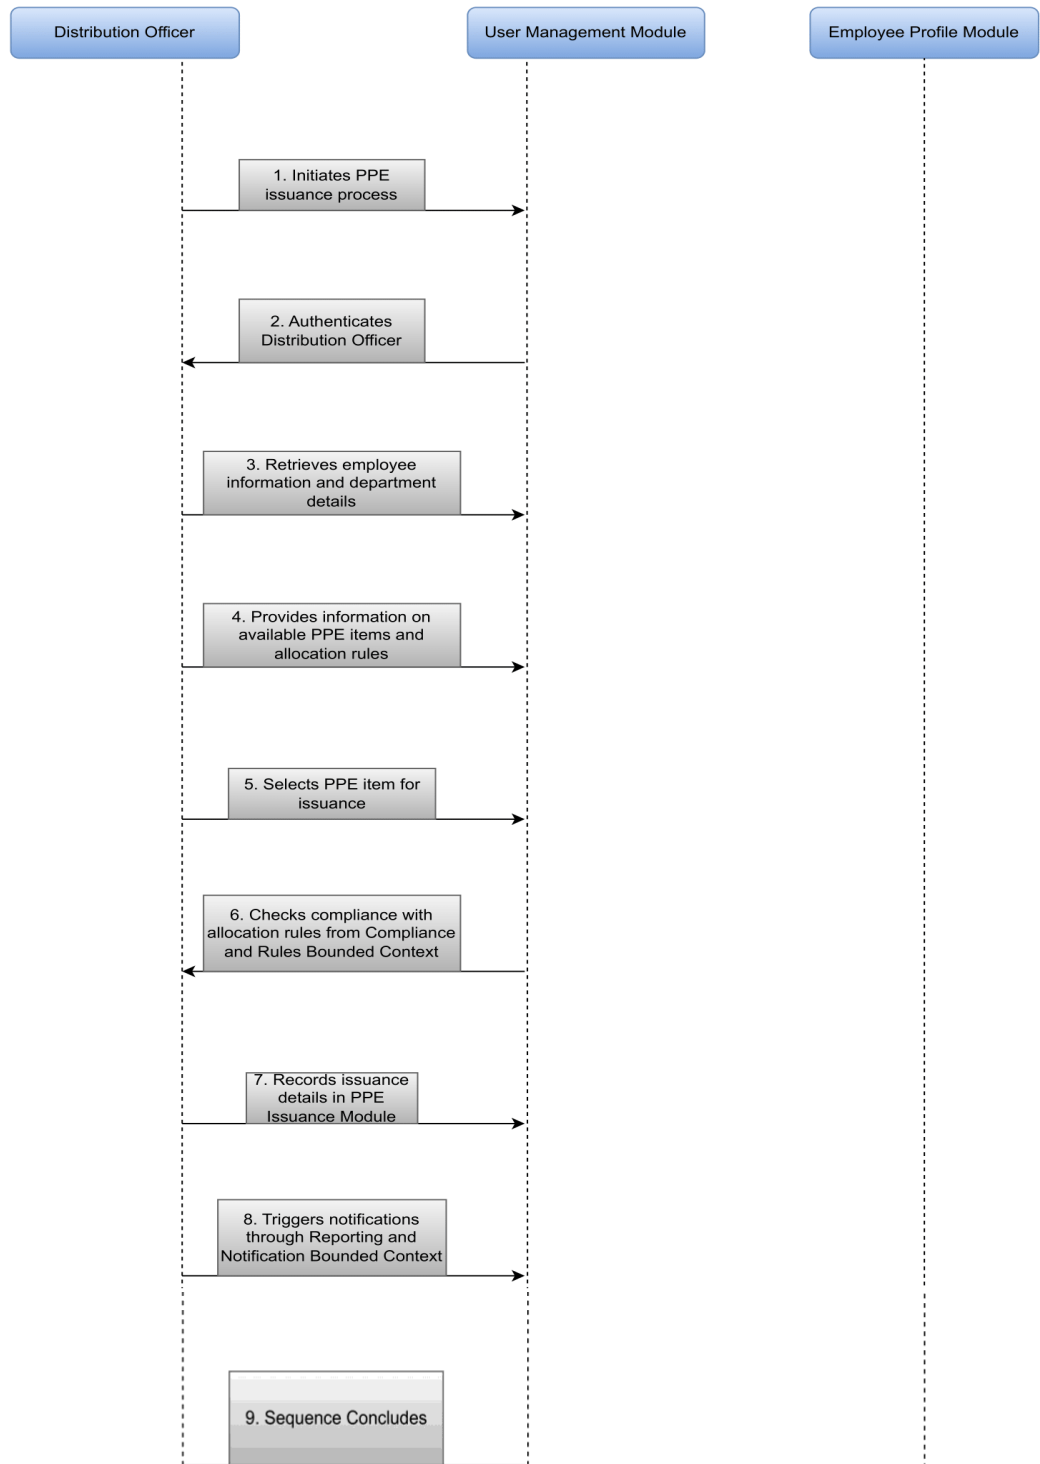 Distribution Officer
User Management Module
Employee Profile Module
1. Initiates PPE
issuance process
2. Authenticates
Distribution Officer
3. Retrieves employee
information and department
details
4. Provides information on
available PPE items and
allocation rules
5. Selects PPE item for
issuance
6. Checks compliance with
allocation rules from Compliance
and Rules Bounded Context
7. Records issuance
details in PPE
Issuance Module
8. Triggers notifications
through Reporting and
Notification Bounded Context
9. Sequence Concludes